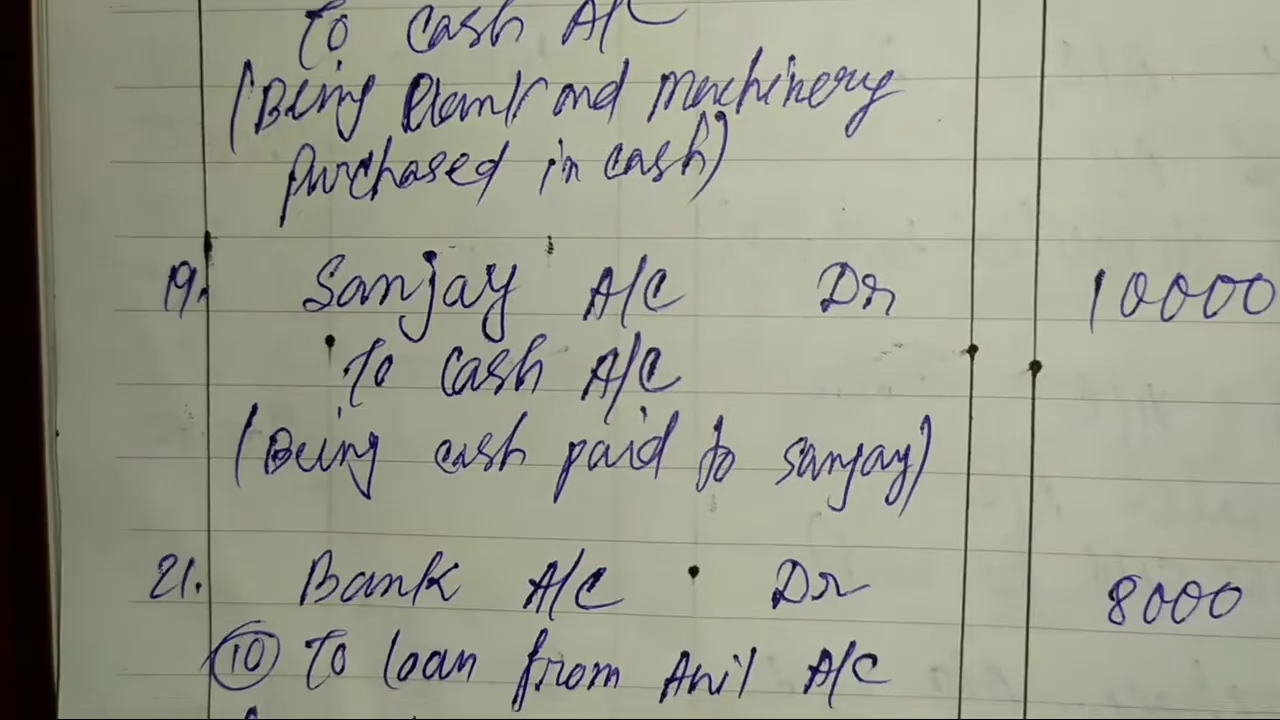 To cash A/C
(Being Plant and Machinery
purchased in cash)
19. Sanjay A/C Dr 10000
To cash A/C
(Being cash paid to sanjay)
21. Bank A/C Dr 8000
10 To loan from Anil A/C